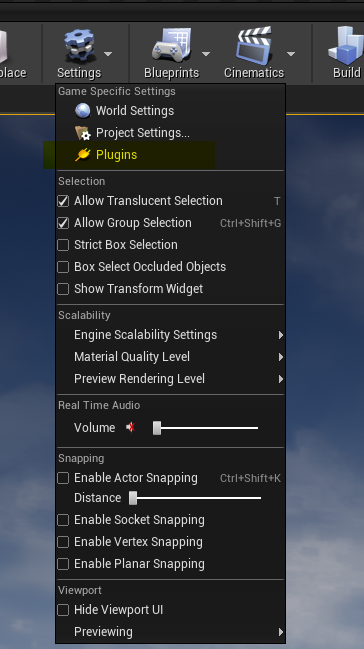 place Settings Blueprints Cinematics Build
Game Specific Settings
World Settings
Project Settings...
Plugins
Selection
Allow Translucent Selection T
Allow Group Selection Ctrl+Shift+G
Strict Box Selection
Box Select Occluded Objects
Show Transform Widget
Scalability
Engine Scalability Settings
Material Quality Level
Preview Rendering Level
Real Time Audio
Volume
Snapping
Enable Actor Snapping Ctrl+Shift+K
Distance
Enable Socket Snapping
Enable Vertex Snapping
Enable Planar Snapping
Viewport
Hide Viewport UI
Previewing